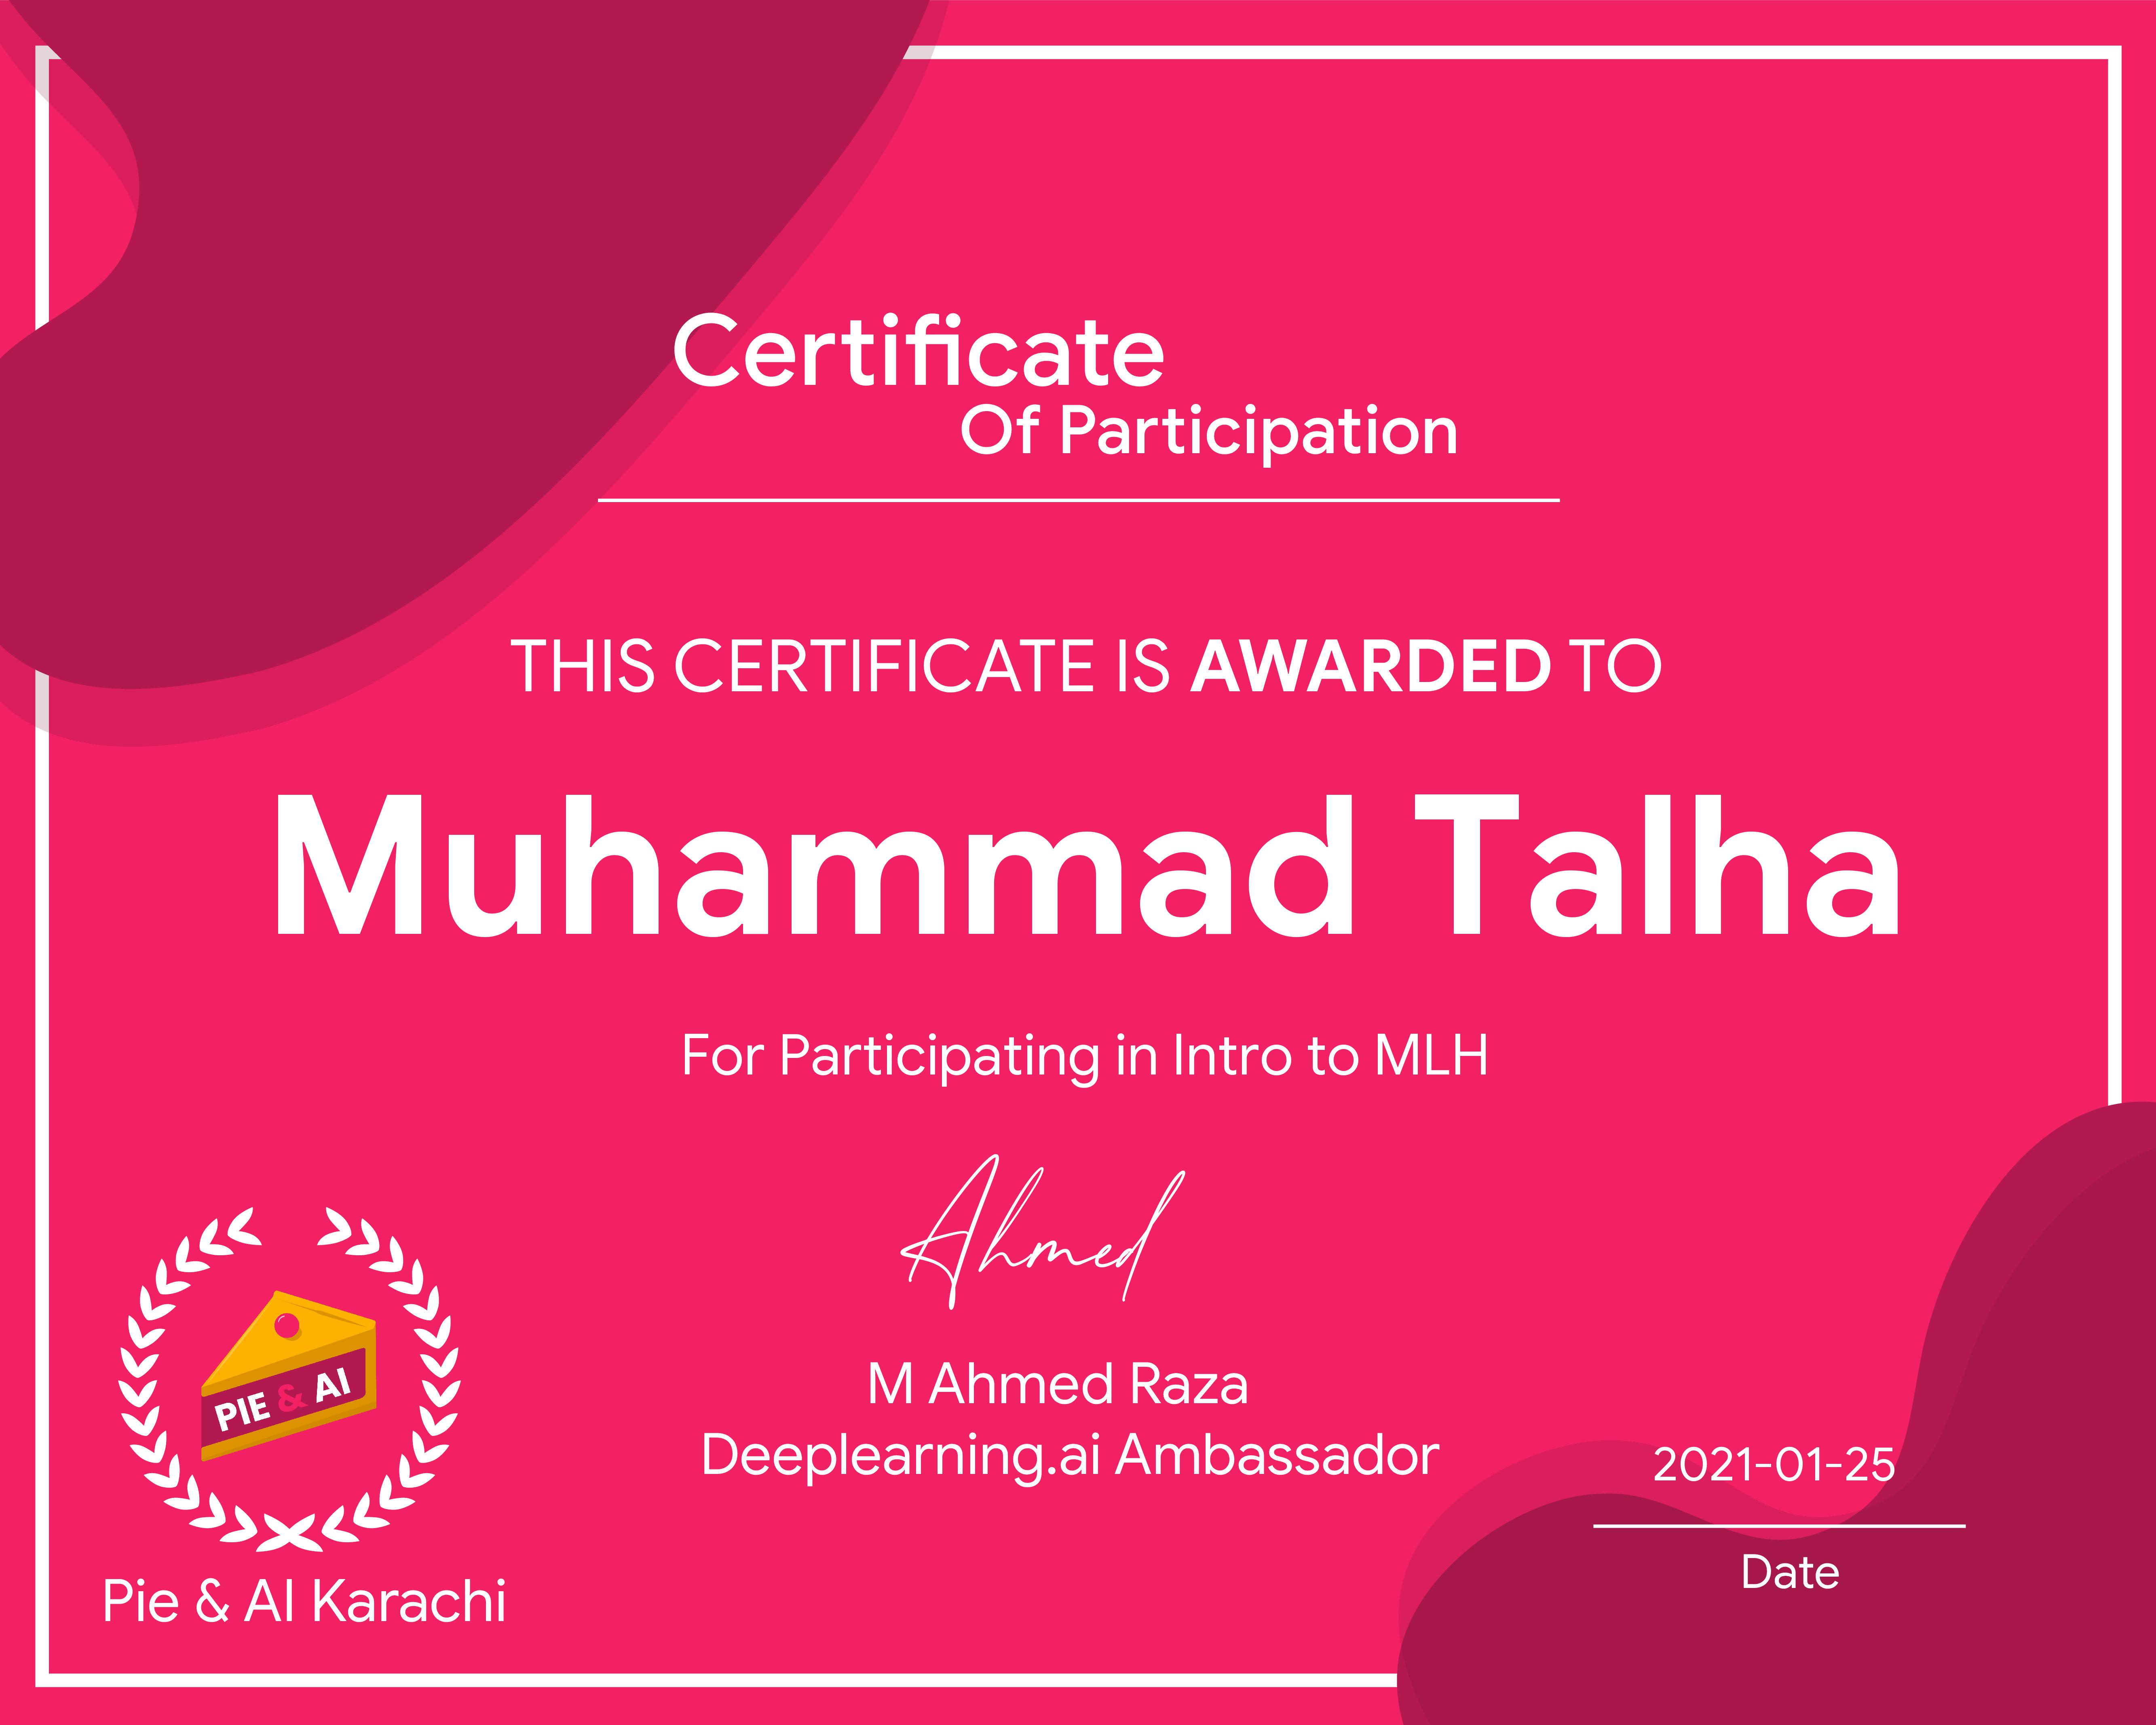 Certificate
Of Participation
THIS CERTIFICATE IS AWARDED TO
Muhammad Talha
For Participating in Intro to MLH
Ahmed
M Ahmed Raza
Deeplearning.ai Ambassador
PIE & AI
Pie & AI Karachi
2021-01-25
Date